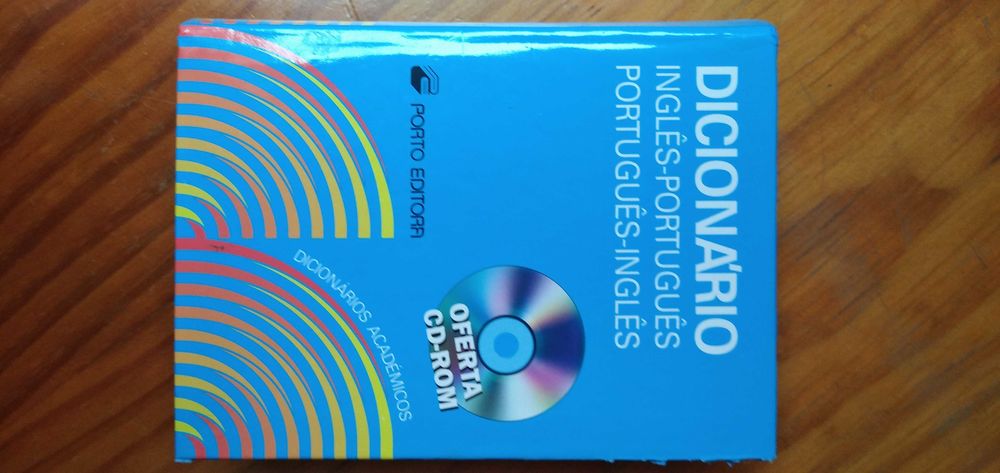 DICIONÁRIO
INGLÊS-PORTUGUÊS
PORTUGUÊS-INGLÊS
OFERTA
CD-ROM
PORTO EDITORA
DICIONÁRIOS ACADÉMICOS